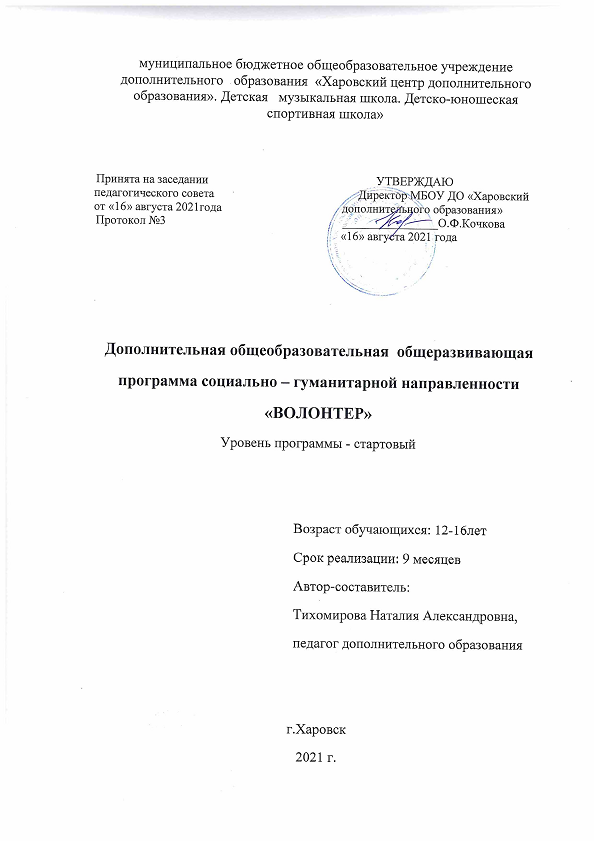 муниципальное бюджетное общеобразовательное учреждение
дополнительного образования «Харовский центр дополнительного
образования». Детская музыкальная школа. Детско-юношеская
спортивная школа»
Принята на заседании
педагогического совета
от «16» августа 2021года
Протокол №3
УТВЕРЖДАЮ
Директор МБОУ ДО «Харовский
дополнительного образования»
О.Ф.Кочкова
«16» августа 2021 года
Дополнительная общеобразовательная общеразвивающая
программа социально – гуманитарной направленности
«ВОЛОНТЕР»
Уровень программы - стартовый
Возраст обучающихся: 12-16лет
Срок реализации: 9 месяцев
Автор-составитель:
Тихомирова Наталия Александровна,
педагог дополнительного образования
г.Харовск
2021 г.